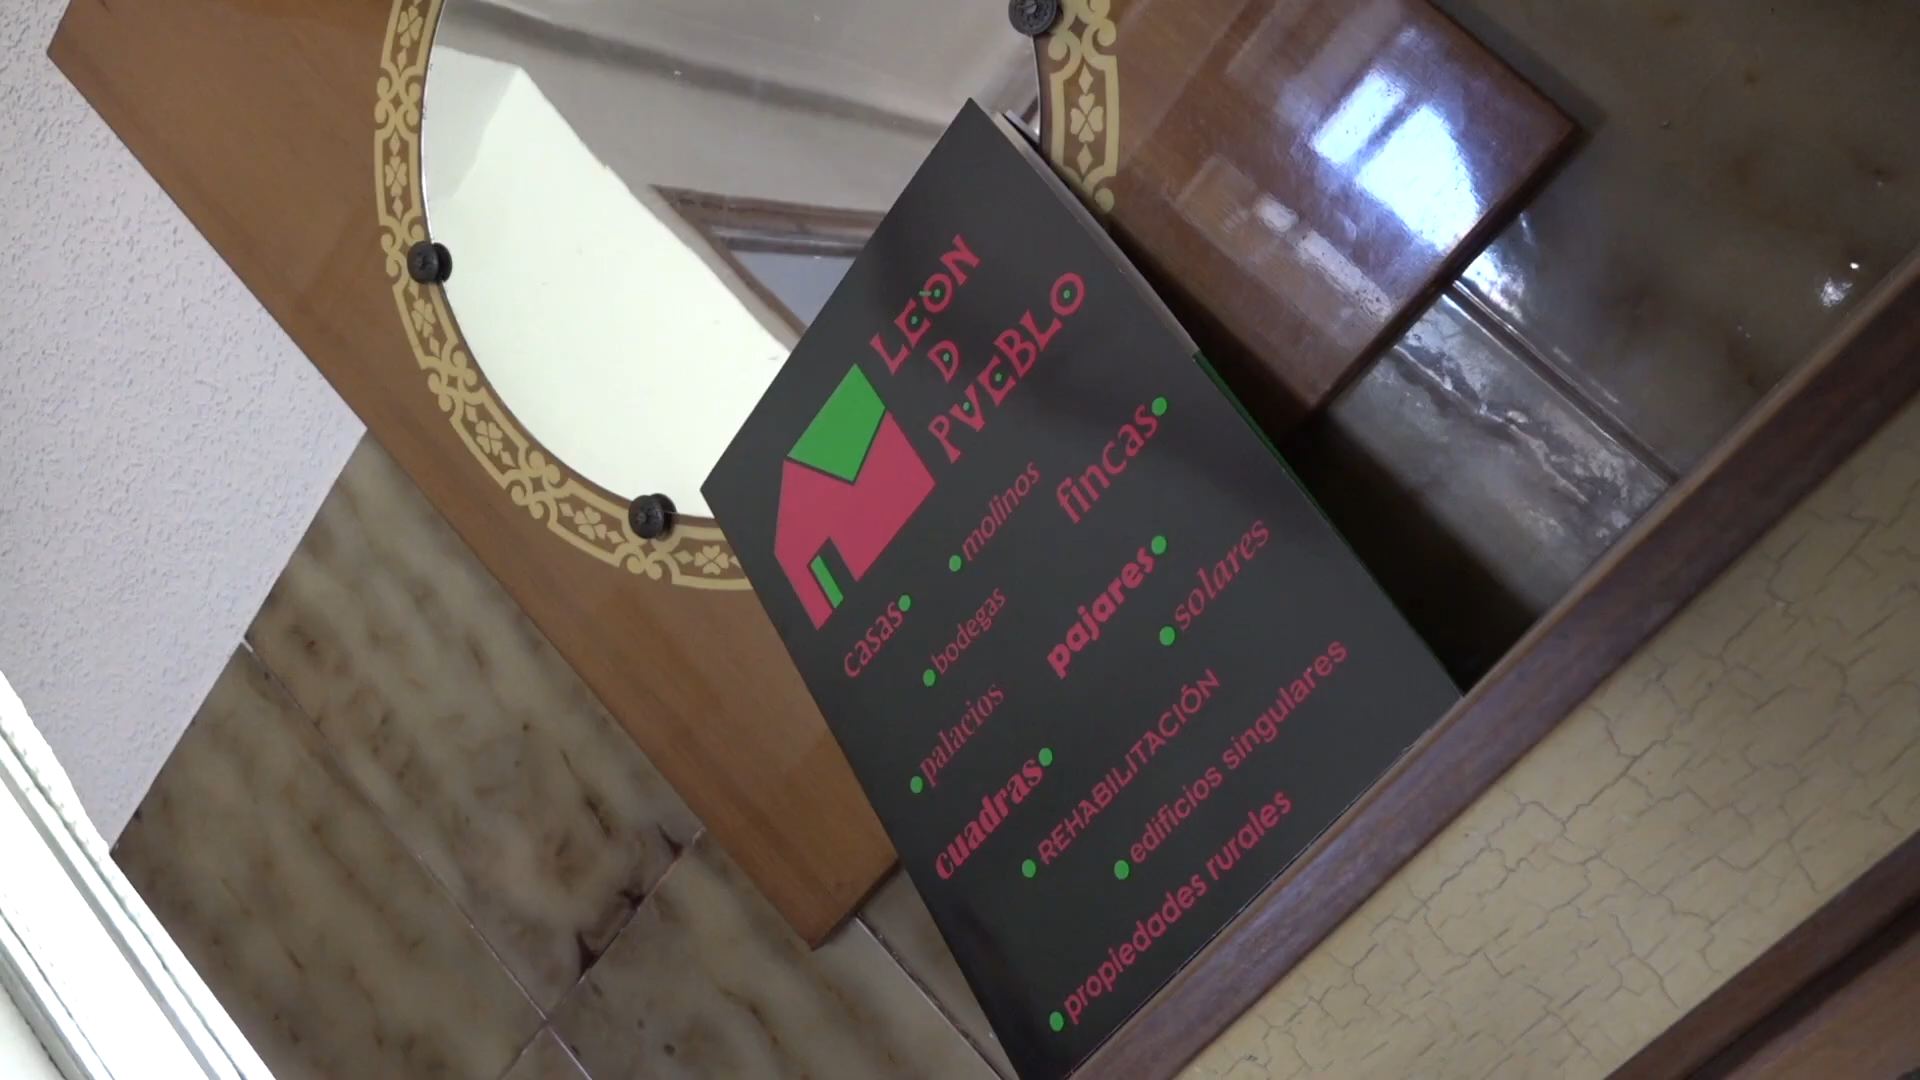 LEON
D
PVEBLO
casas
molinos
fincas
bodegas
pajares
palacios
solares
cuadras
REHABILITACIÓN
edificios singulares
propiedades rurales